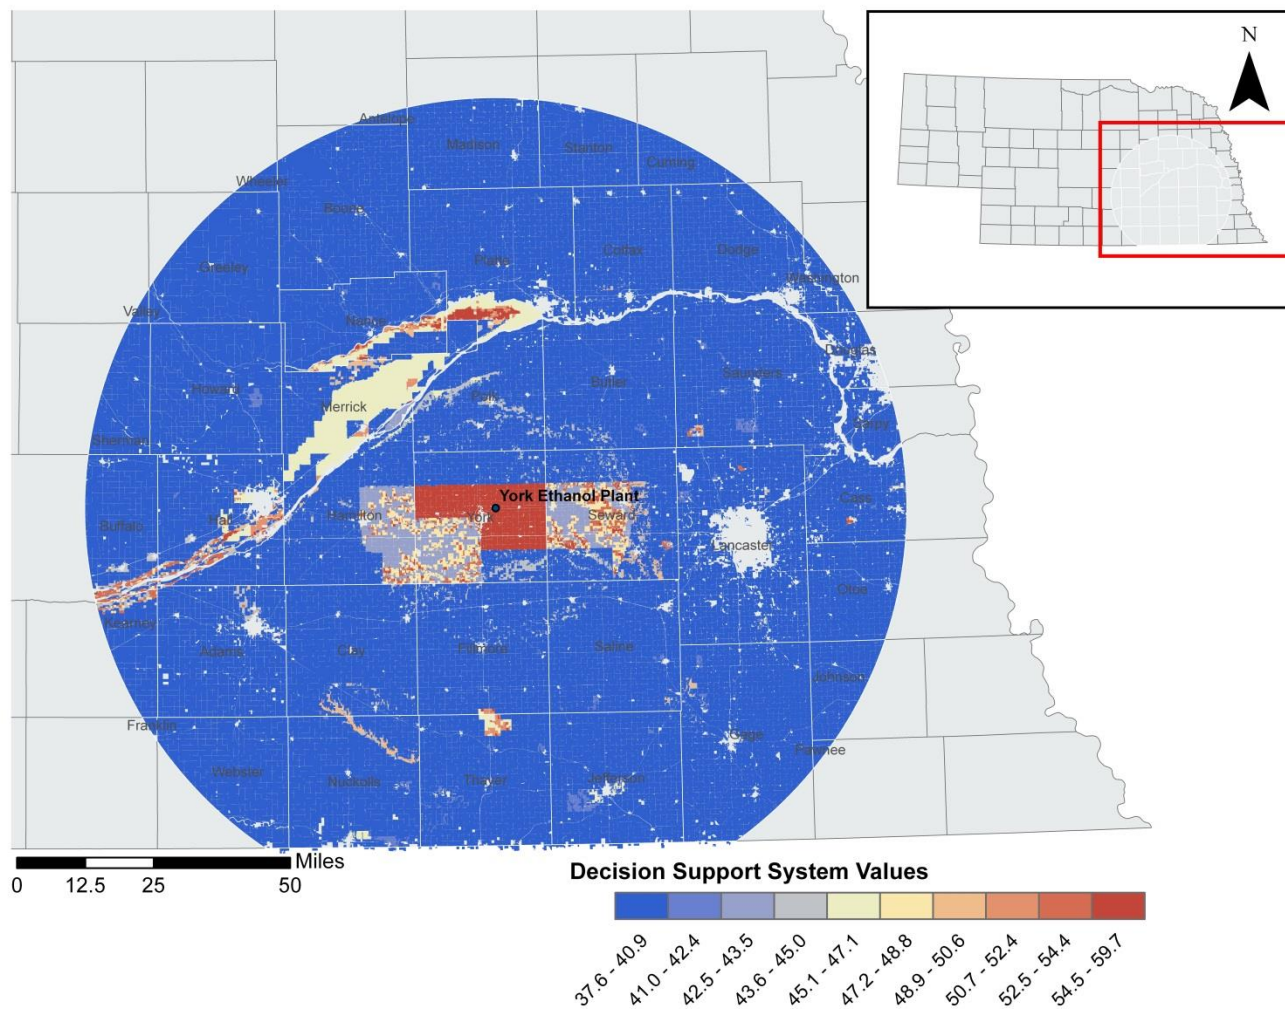 N
Antelope
Madison
Stanton
Cuming
Wheeler
Boone
Greeley
Platte
Colfax
Dodge
Washington
Valley
Nance
Douglas
Howard
Merrick
Polk
Butler
Saunders
Sherman
Sarpy
York Ethanol Plant
Buffalo
Hall
Hamilton
York
Seward
Cass
Lancaster
Otoe
Kearney
Adams
Clay
Fillmore
Saline
Johnson
Franklin
Gage
Pawnee
Webster
Nuckolls
Thayer
Jefferson
Miles
0 12.5 25 50
Decision Support System Values
37.6 - 40.9
41.0 - 42.4
42.5 - 43.5
43.6 - 45.0
45.1 - 47.1
47.2 - 48.8
48.9 - 50.6
50.7 - 52.4
52.5 - 54.4
54.5 - 59.7